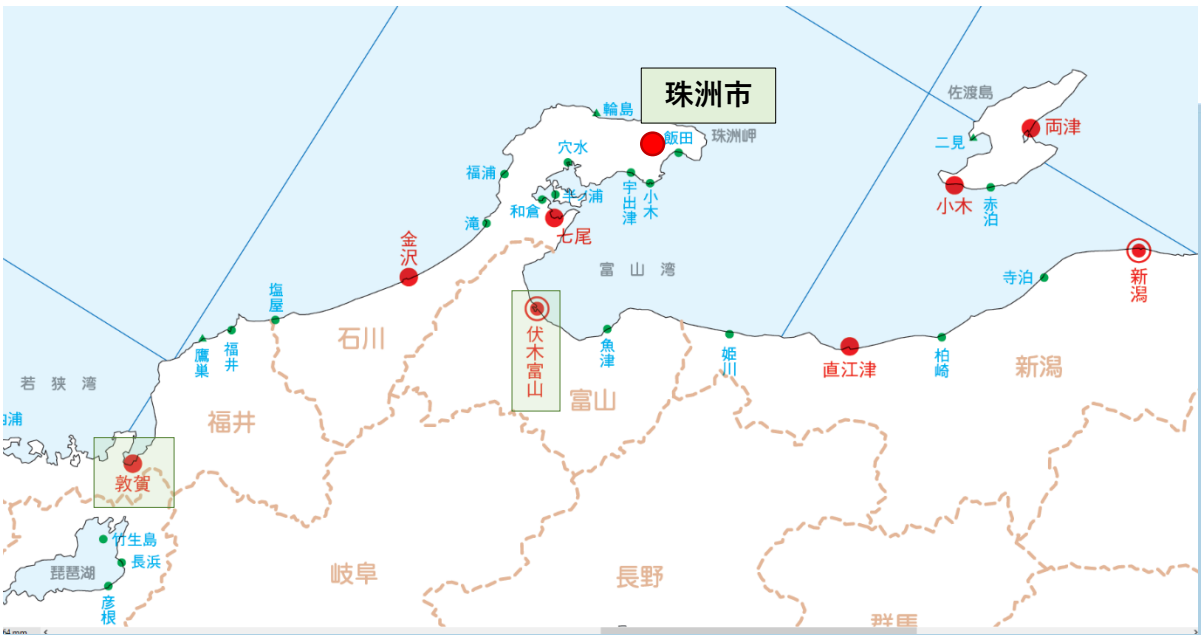 珠洲市
佐渡島
輪島
飯田
珠洲岬
両津
二見
穴水
福浦
半ノ浦
和倉
宇出津
小木
小木
赤泊
滝
七尾
金沢
富山湾
寺泊
新潟
塩屋
石川
伏木富山
魚津
姫川
直江津
柏崎
新潟
福井
鷹巣
若狭湾
富山
福井
内浦
敦賀
竹生島
長浜
琵琶湖
彦根
岐阜
長野
群馬